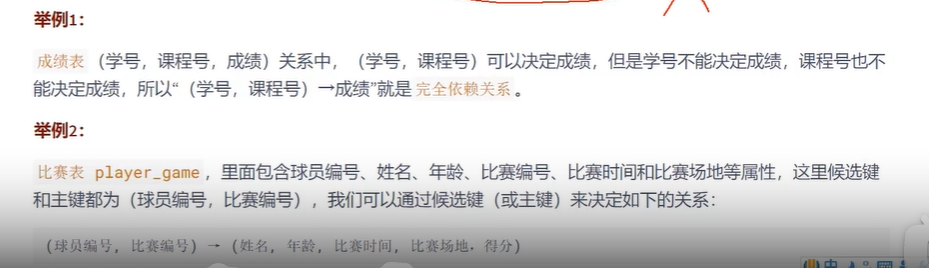 举例1：
成绩表 （学号，课程号，成绩）关系中，（学号，课程号）可以决定成绩，但是学号不能决定成绩，课程号也不
能决定成绩，所以“（学号，课程号）→成绩”就是 完全依赖关系 。
举例2：
比赛表 player_game ，里面包含球员编号、姓名、年龄、比赛编号、比赛时间和比赛场地等属性，这里候选键
和主键都为（球员编号，比赛编号），我们可以通过候选键（或主键）来决定如下的关系：
(球员编号, 比赛编号) → (姓名, 年龄, 比赛时间, 比赛场地, 得分)
中